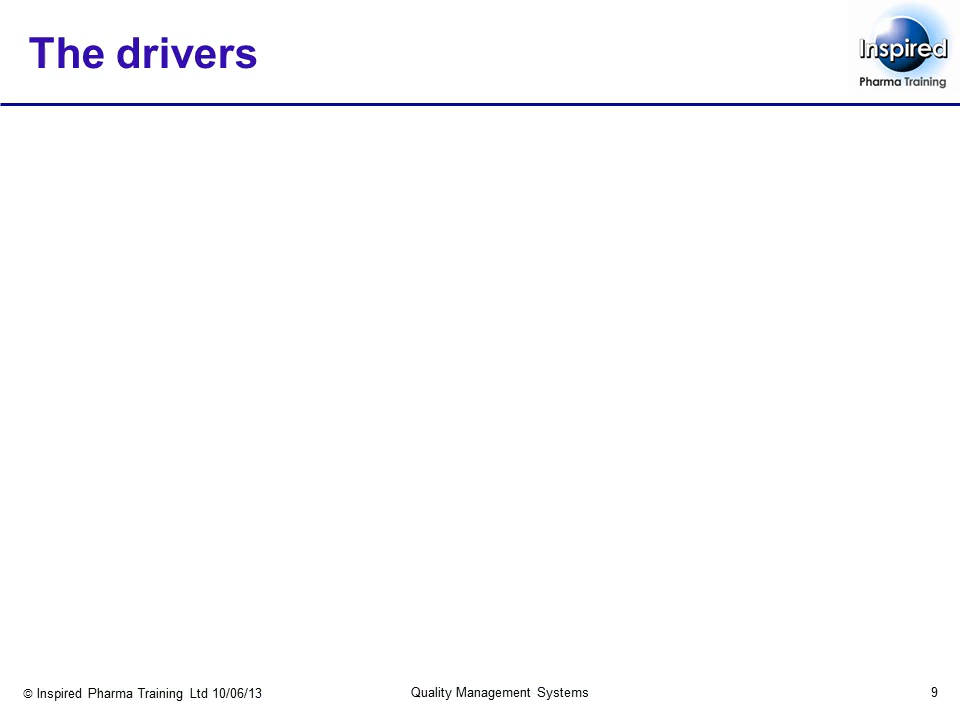 The drivers
Inspired
Pharma Training
© Inspired Pharma Training Ltd 10/06/13
Quality Management Systems
9